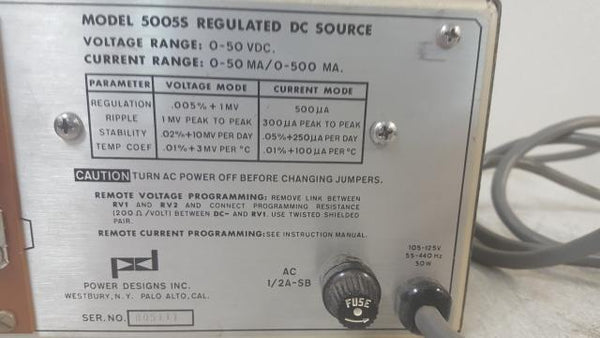 MODEL 5005S REGULATED DC SOURCE
VOLTAGE RANGE: 0-50 VDC.
CURRENT RANGE: 0-50 MA/0-500 MA.
PARAMETER VOLTAGE MODE CURRENT MODE
REGULATION .005%+1MV 500μA
RIPPLE 1MV PEAK TO PEAK 300μA PEAK TO PEAK
STABILITY .02%+10MV PER DAY .05%+250μA PER DAY
TEMP COEF .01%+3MV PER °C .01%+100μA PER °C
CAUTION TURN AC POWER OFF BEFORE CHANGING JUMPERS.
REMOTE VOLTAGE PROGRAMMING: REMOVE LINK BETWEEN
RV1 AND RV2 AND CONNECT PROGRAMMING RESISTANCE
(200 Ω /VOLT) BETWEEN DC- AND RV1. USE TWISTED SHIELDED
PAIR.
REMOTE CURRENT PROGRAMMING: SEE INSTRUCTION MANUAL.
pd
POWER DESIGNS INC.
WESTBURY, N.Y. PALO ALTO, CAL.
SER. NO.
AC
1/2A-SB
FUSE
105-125V
55-440 Hz
50W